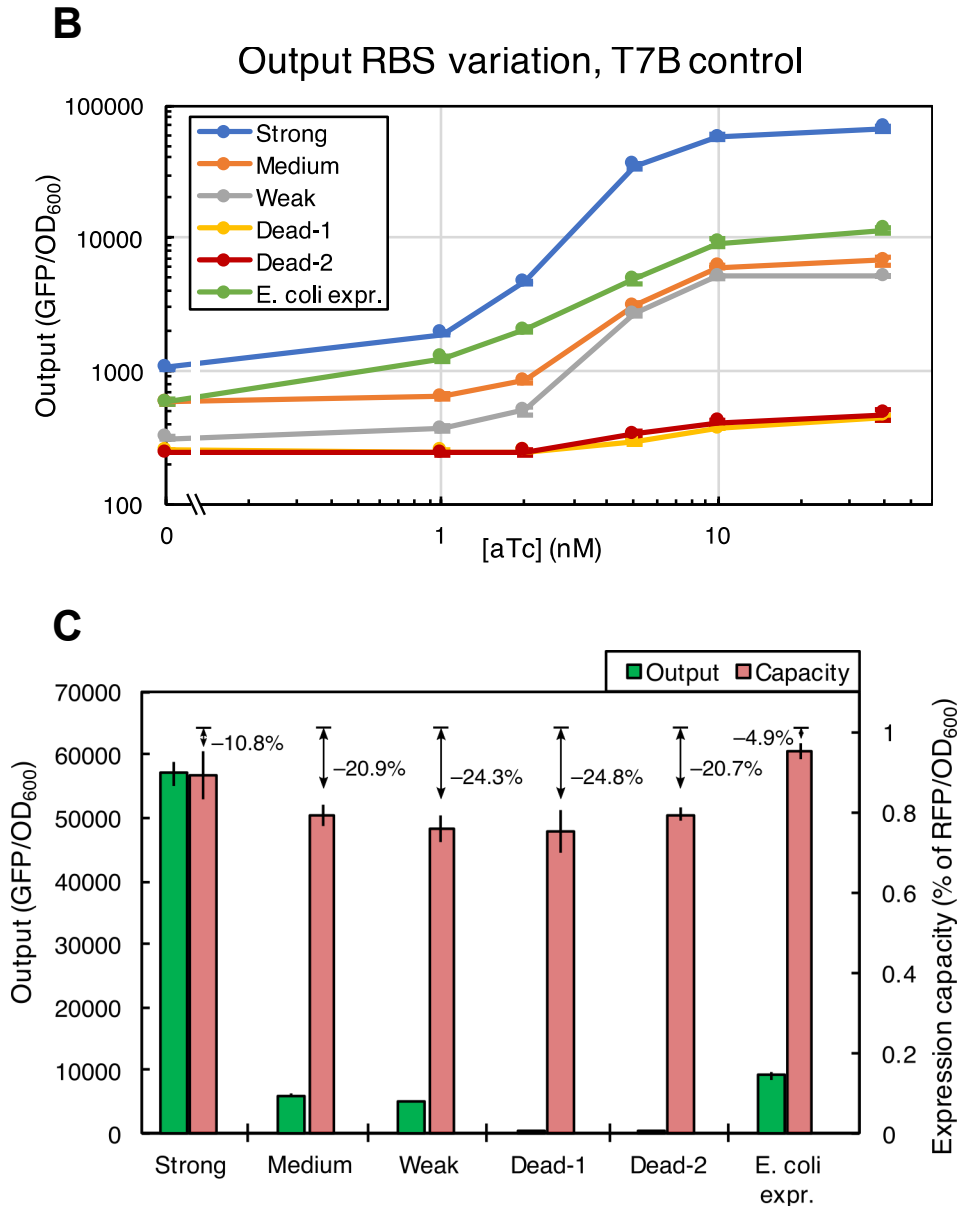 B
Output RBS variation, T7B control
Output (GFP/OD600)
100000
10000
1000
100
Strong
Medium
Weak
Dead-1
Dead-2
E. coli expr.
0 1 10
[aTc] (nM)
C
Output Capacity
Output (GFP/OD600)
70000
60000
50000
40000
30000
20000
10000
0
–10.8%
–20.9%
–24.3%
–24.8%
–20.7%
–4.9%
1
0.8
0.6
0.4
0.2
0
Expression capacity (% of RFP/OD600)
Strong Medium Weak Dead-1 Dead-2 E. coli
expr.